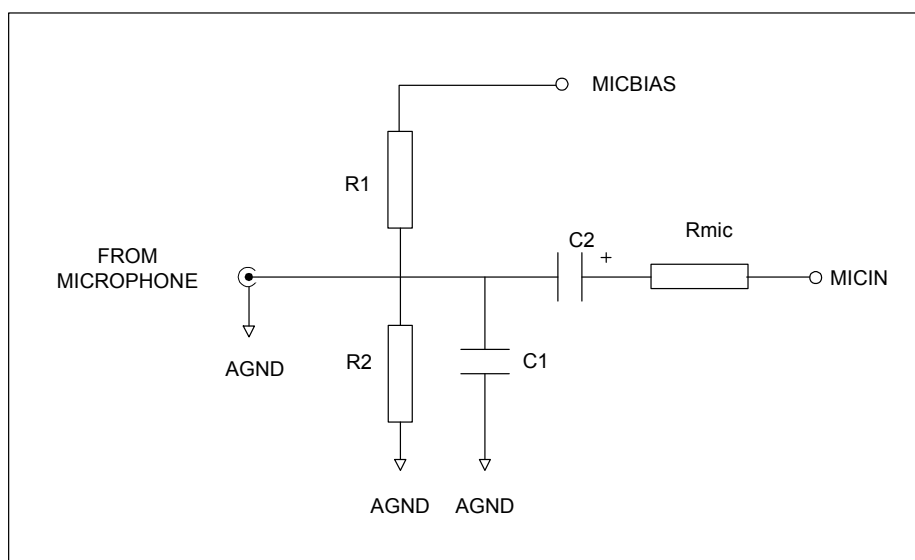 MICBIAS
R1
FROM
MICROPHONE
C2
+
Rmic
MICIN
AGND
R2
C1
AGND
AGND